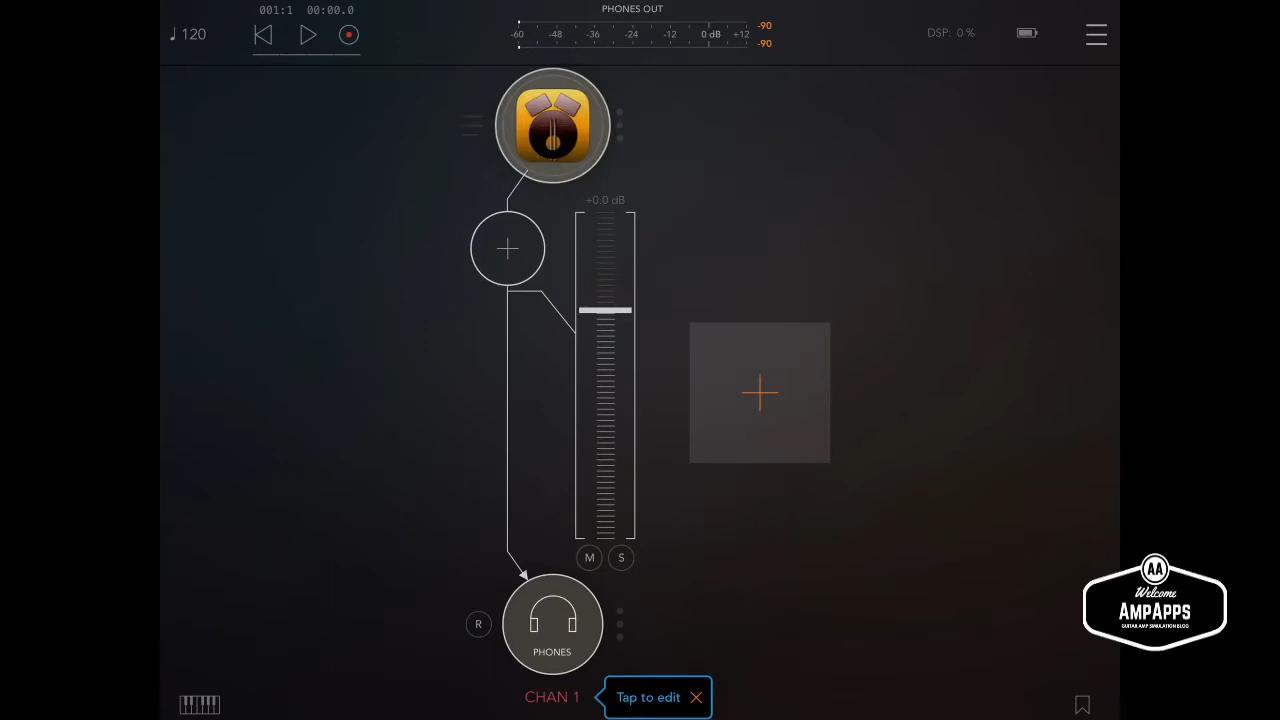 001:1 00:00.0
120
PHONES OUT
-60 -48 -36 -24 -12 0 dB +12
-90
-90
DSP: 0 %
+0.0 dB
M S
R
PHONES
CHAN 1
Tap to edit
AA
Welcome
AMPAPPS
GUITAR AMP SIMULATION BLOG